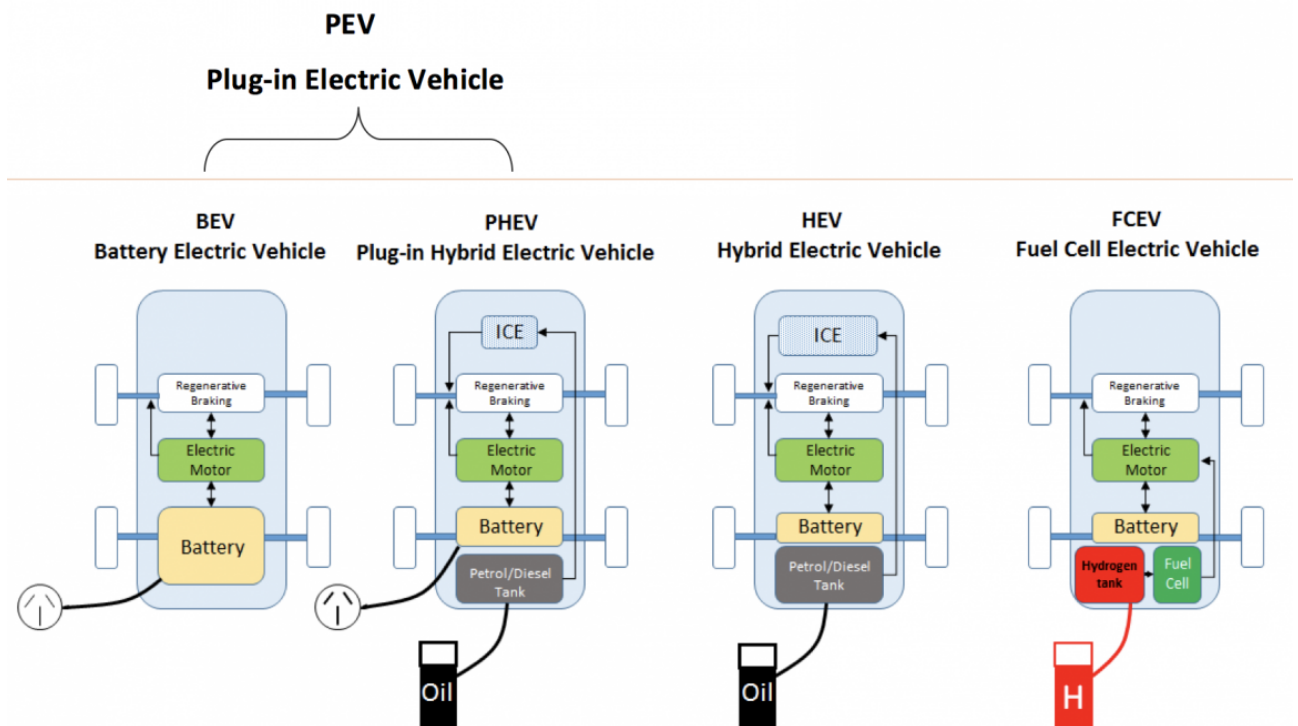 PEV
Plug-in Electric Vehicle
BEV
Battery Electric Vehicle
PHEV
Plug-in Hybrid Electric Vehicle
HEV
Hybrid Electric Vehicle
FCEV
Fuel Cell Electric Vehicle
Regenerative
Braking
Electric
Motor
Battery
ICE
Regenerative
Braking
Electric
Motor
Battery
Petrol/Diesel
Tank
Oil
ICE
Regenerative
Braking
Electric
Motor
Battery
Petrol/Diesel
Tank
Oil
Regenerative
Braking
Electric
Motor
Battery
Hydrogen
tank
Fuel
Cell
H